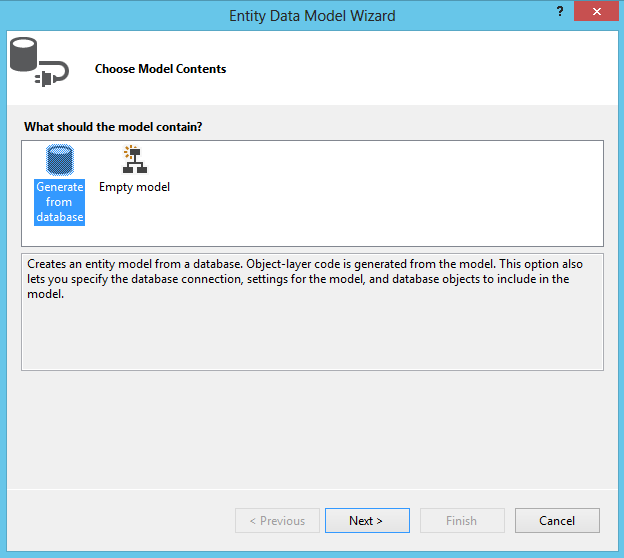 Entity Data Model Wizard
?
Choose Model Contents
What should the model contain?
Generate
from
database
Empty model
Creates an entity model from a database. Object-layer code is generated from the model. This option also
lets you specify the database connection, settings for the model, and database objects to include in the
model.
< Previous
Next >
Finish
Cancel